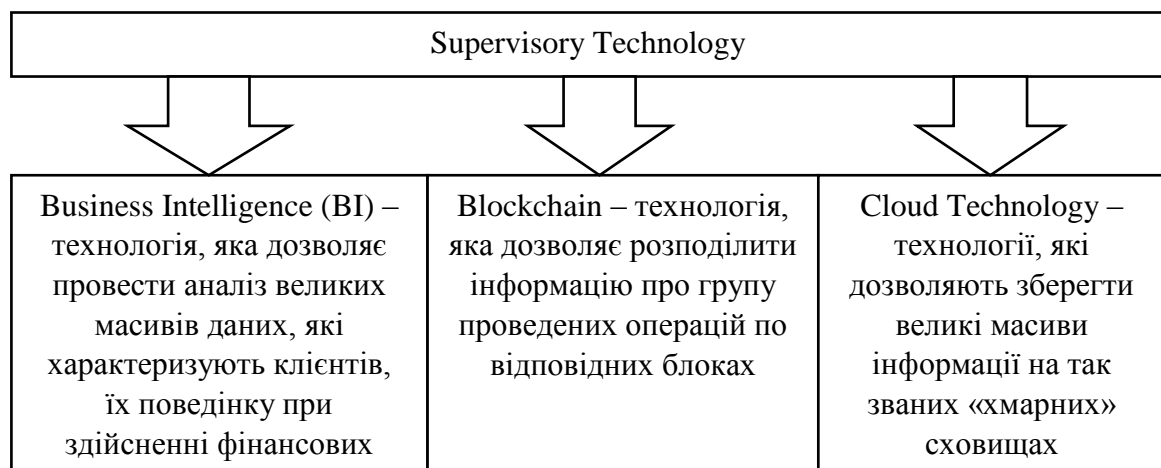 Supervisory Technology
Business Intelligence (BI) –
технологія, яка дозволяє
провести аналіз великих
масивів даних, які
характеризують клієнтів,
їх поведінку при
здійсненні фінансових
Blockchain – технологія,
яка дозволяє розподілити
інформацію про групу
проведених операцій по
відповідних блоках
Cloud Technology –
технології, які
дозволяють зберегти
великі масиви
інформації на так
званих «хмарних»
сховищах